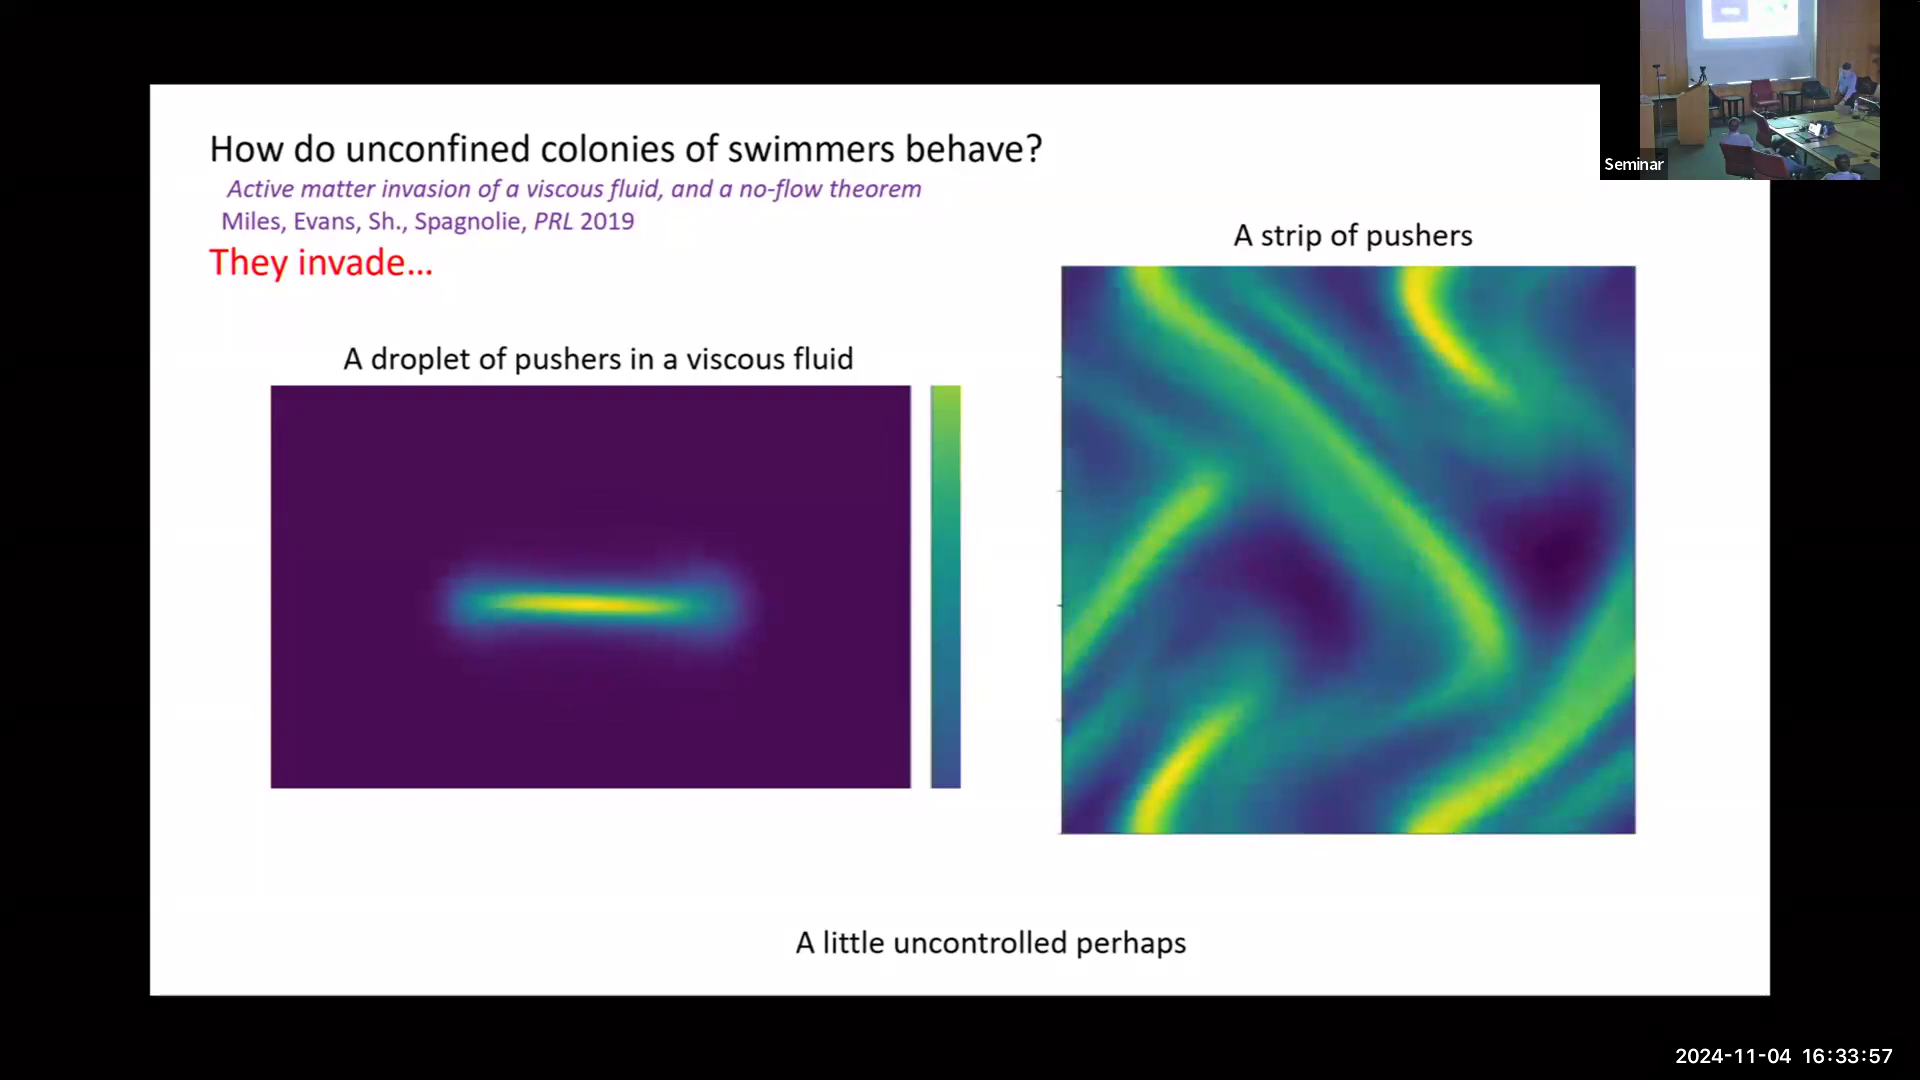 How do unconfined colonies of swimmers behave?
Active matter invasion of a viscous fluid, and a no-flow theorem
Miles, Evans, Sh., Spagnolie, PRL 2019
They invade...
A droplet of pushers in a viscous fluid
A strip of pushers
A little uncontrolled perhaps
Seminar
2024-11-04 16:33:57